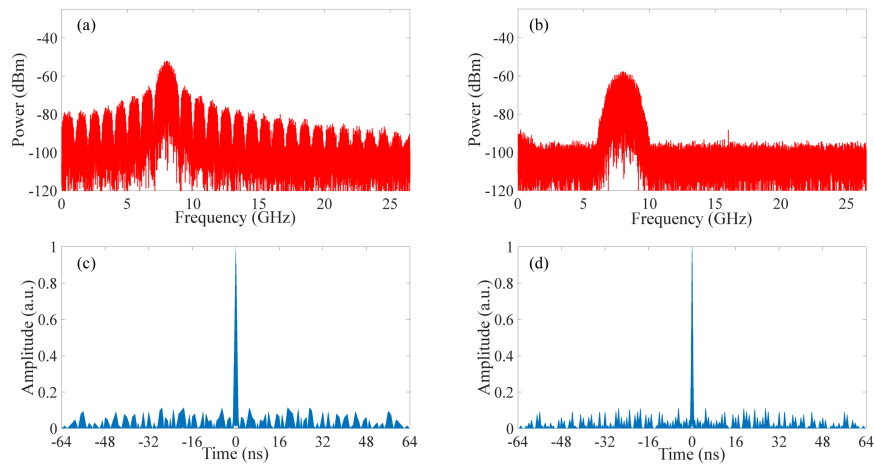 (a)
Power (dBm)
-40
-60
-80
-100
-120
0 5 10 15 20 25
Frequency (GHz)
(b)
Power (dBm)
-40
-60
-80
-100
-120
0 5 10 15 20 25
Frequency (GHz)
(c)
Amplitude (a.u.)
1
0.8
0.6
0.4
0.2
0
-64 -48 -32 -16 0 16 32 48 64
Time (ns)
(d)
Amplitude (a.u.)
1
0.8
0.6
0.4
0.2
0
-64 -48 -32 -16 0 16 32 48 64
Time (ns)